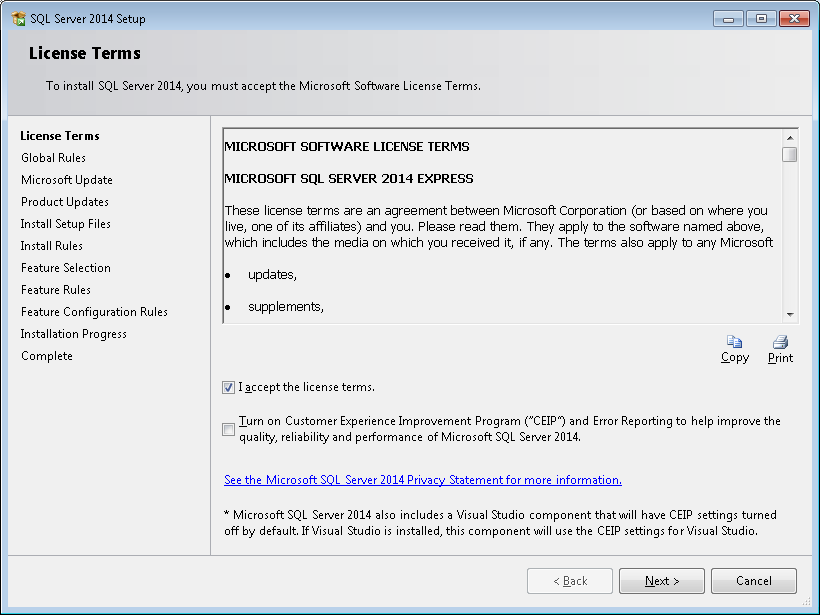 SQL Server 2014 Setup
License Terms
To install SQL Server 2014, you must accept the Microsoft Software License Terms.
License Terms
Global Rules
Microsoft Update
Product Updates
Install Setup Files
Install Rules
Feature Selection
Feature Rules
Feature Configuration Rules
Installation Progress
Complete
MICROSOFT SOFTWARE LICENSE TERMS
MICROSOFT SQL SERVER 2014 EXPRESS
These license terms are an agreement between Microsoft Corporation (or based on where you
live, one of its affiliates) and you. Please read them. They apply to the software named above,
which includes the media on which you received it, if any. The terms also apply to any Microsoft
• updates,
• supplements,
Copy
Print
I accept the license terms.
Turn on Customer Experience Improvement Program ("CEIP") and Error Reporting to help improve the
quality, reliability and performance of Microsoft SQL Server 2014.
See the Microsoft SQL Server 2014 Privacy Statement for more information.
* Microsoft SQL Server 2014 also includes a Visual Studio component that will have CEIP settings turned
off by default. If Visual Studio is installed, this component will use the CEIP settings for Visual Studio.
< Back
Next >
Cancel